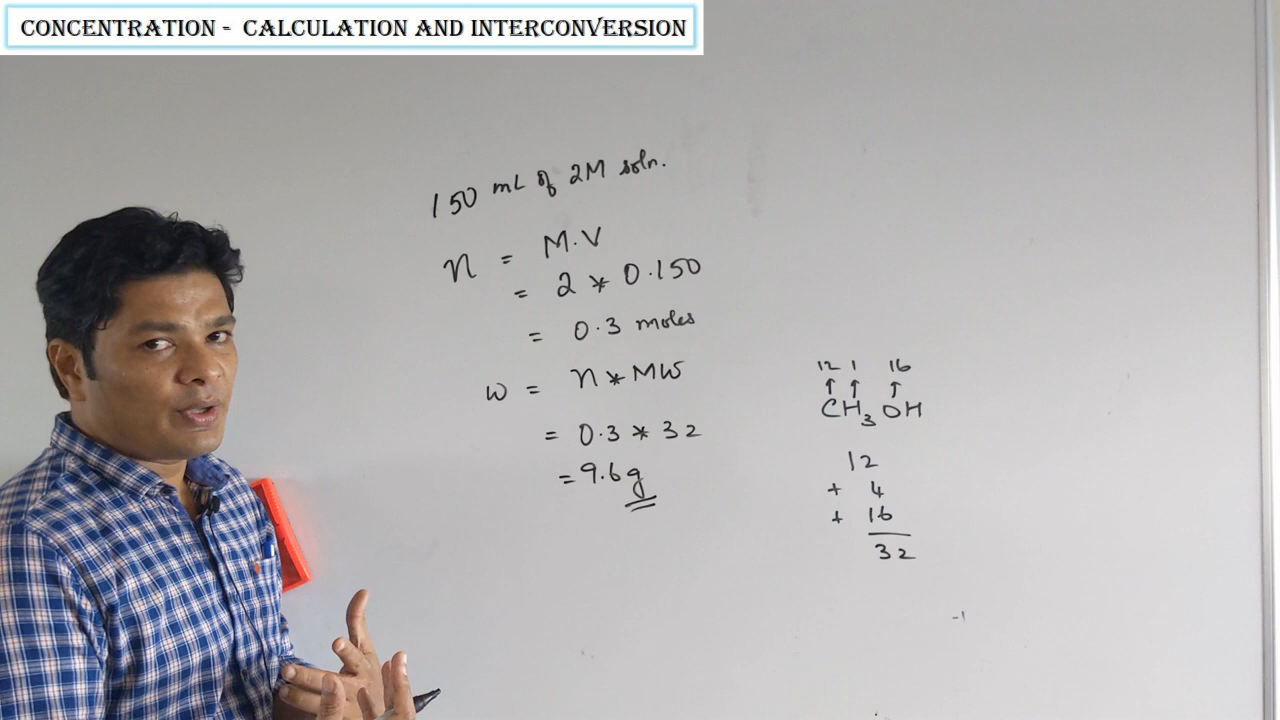 CONCENTRATION - CALCULATION AND INTERCONVERSION
150 mL of 2M soln.
n = M.V
= 2 * 0.150
= 0.3 moles
w = n * MW
= 0.3 * 32
= 9.6 g
12 1 16
↑ ↑ ↑
CH₃OH
12
+ 4
+ 16
32